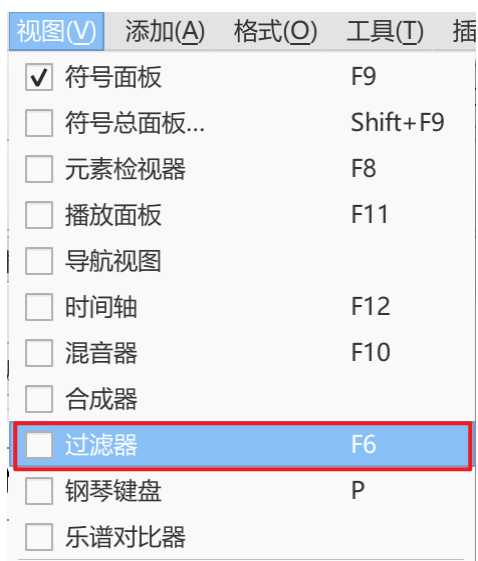 视图(V) 添加(A) 格式(O) 工具(T) 插
符号面板 F9
符号总面板... Shift+F9
元素检视器 F8
播放面板 F11
导航视图
时间轴 F12
混音器 F10
合成器
过滤器 F6
钢琴键盘 P
乐谱对比器